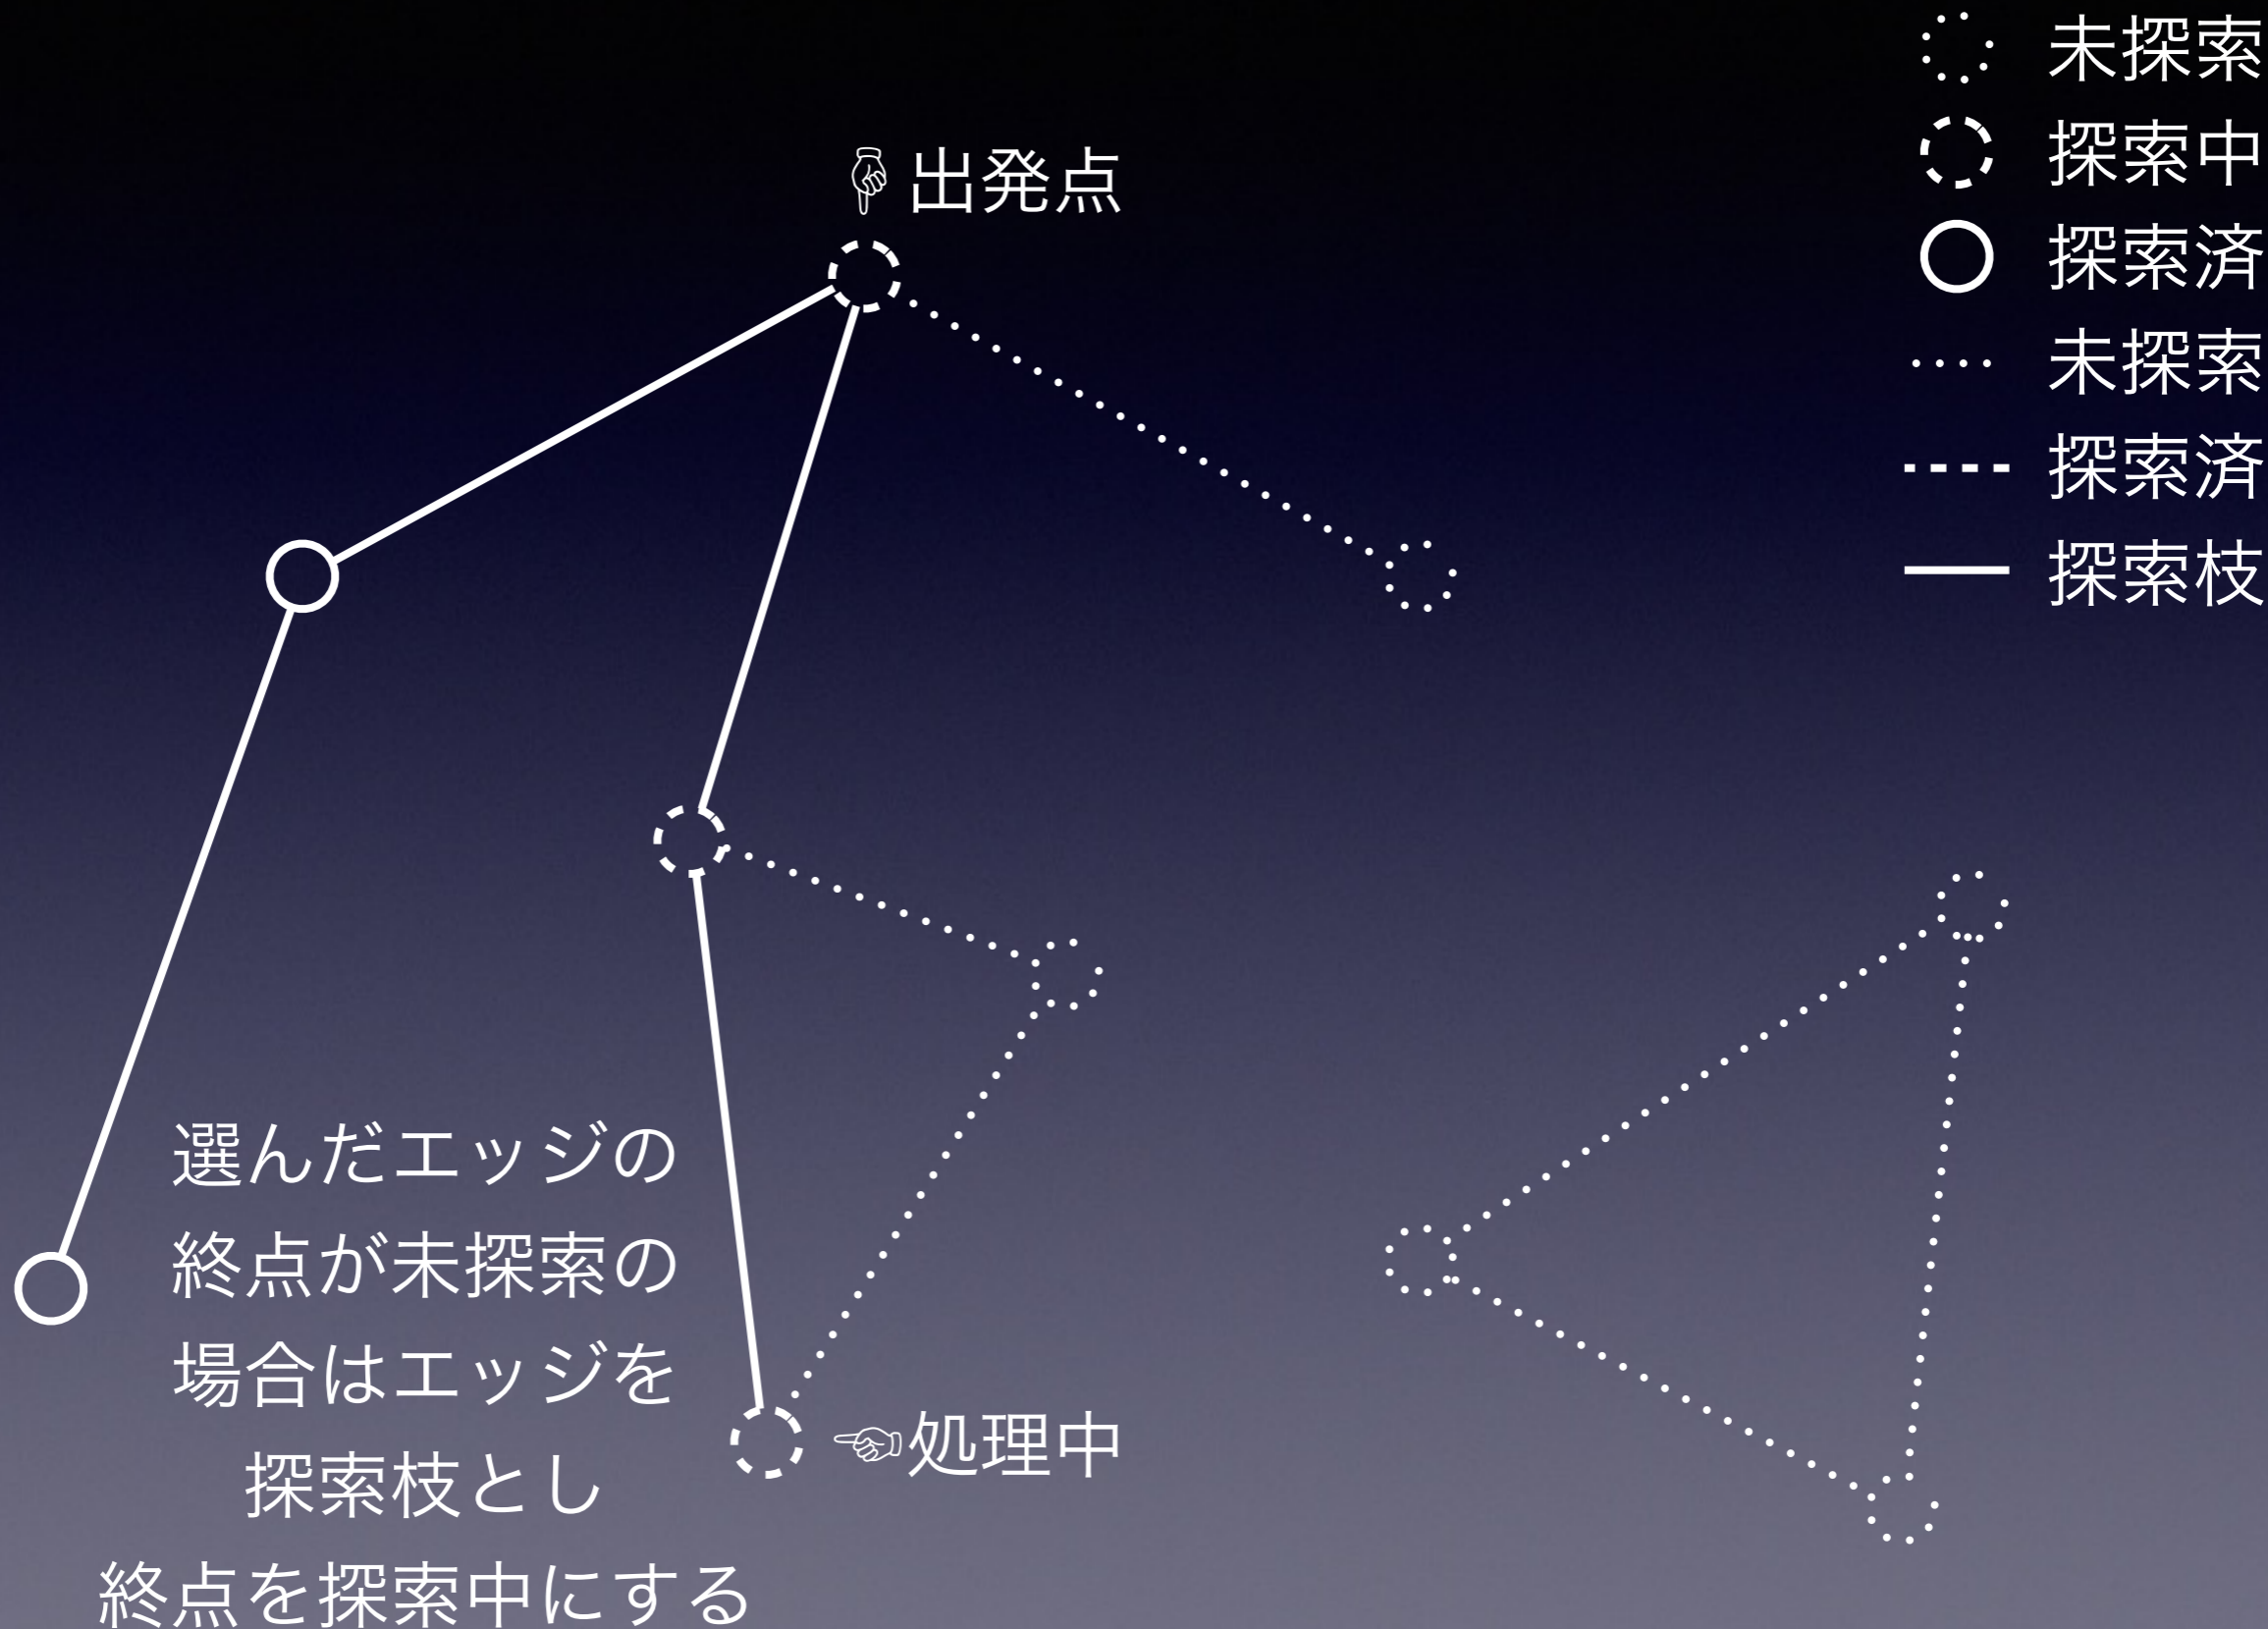 未探索
探索中
探索済
未探索
探索済
探索枝
☟出発点
☜処理中
選んだエッジの
終点が未探索の
場合はエッジを
探索枝とし
終点を探索中にする